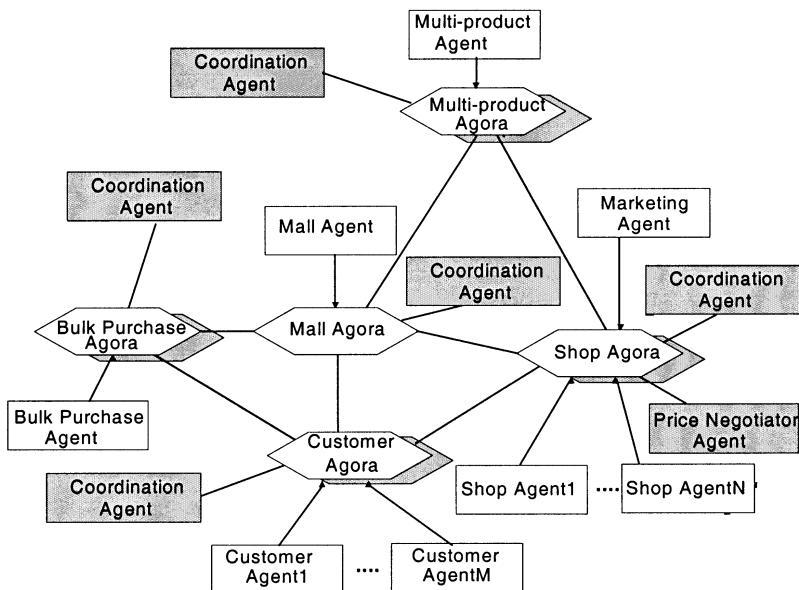 Multi-product
Agent
Coordination
Agent
Multi-product
Agora
Coordination
Agent
Mall Agent
Marketing
Agent
Coordination
Agent
Coordination
Agent
Bulk Purchase
Agora
Mall Agora
Shop Agora
Bulk Purchase
Agent
Customer
Agora
Price Negotiator
Agent
Coordination
Agent
Shop Agent1
....
Shop AgentN
Customer
Agent1
....
Customer
AgentM